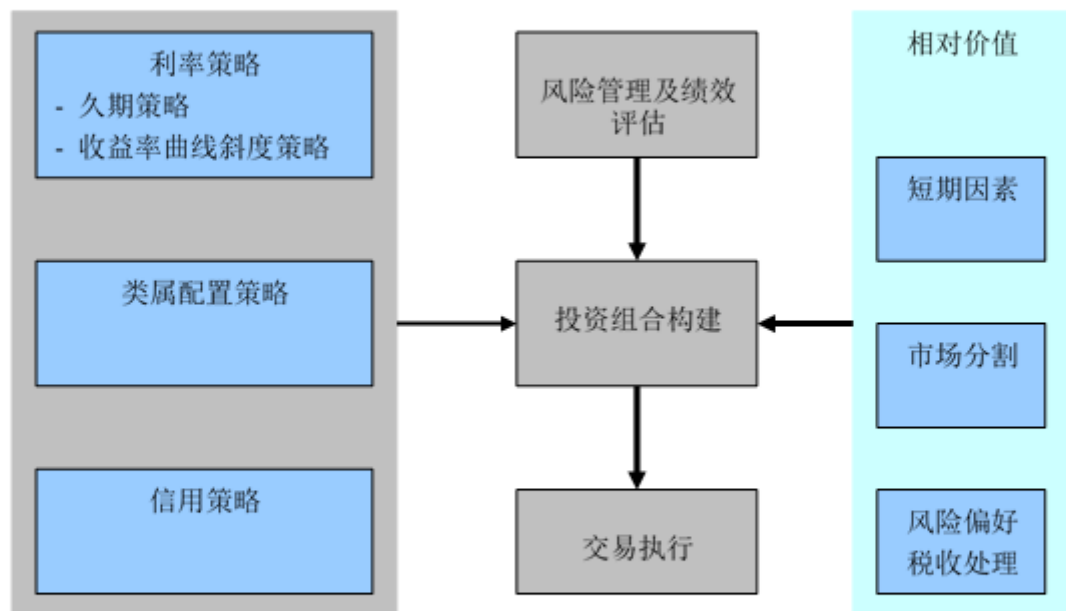 利率策略
- 久期策略
- 收益率曲线斜度策略
类属配置策略
信用策略
风险管理及绩效
评估
投资组合构建
交易执行
相对价值
短期因素
市场分割
风险偏好
税收处理